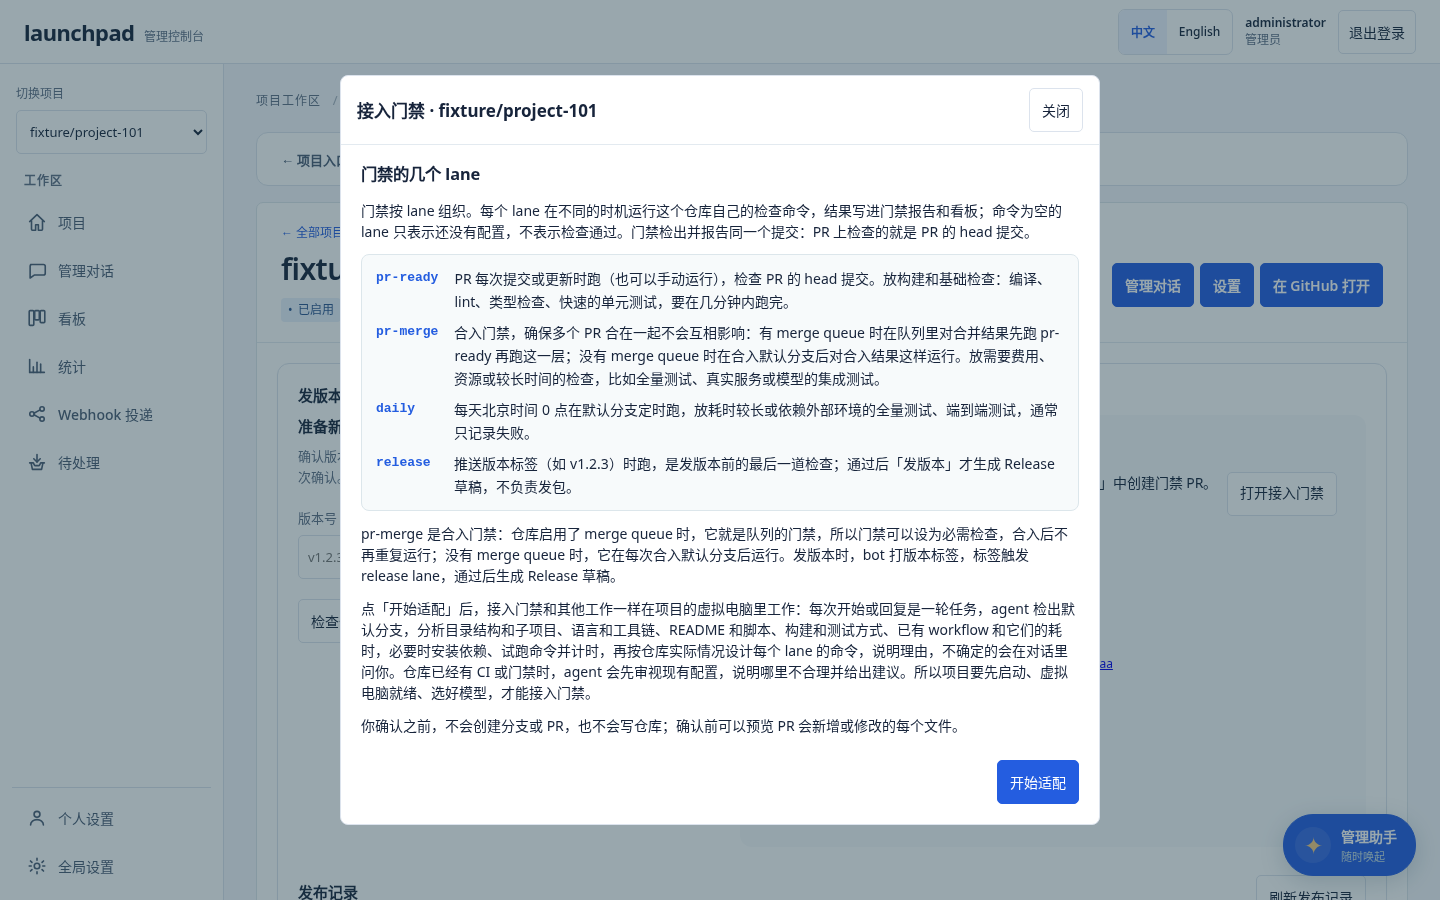 launchpad 管理控制台
中文 English
administrator
管理员
退出登录
切换项目
fixture/project-101
工作区
项目
管理对话
看板
统计
Webhook 投递
待处理
个人设置
全局设置
项目工作区 /
← 全部项目
• 已启用
管理对话 设置 在 GitHub 打开
版本号
」中创建门禁 PR。
打开接入门禁
aa
发布记录
接入门禁 · fixture/project-101
关闭
门禁的几个 lane
门禁按 lane 组织。每个 lane 在不同的时机运行这个仓库自己的检查命令，结果写进门禁报告和看板；命令为空的
lane 只表示还没有配置，不表示检查通过。门禁检出并报告同一个提交：PR 上检查的就是 PR 的 head 提交。
pr-ready PR 每次提交或更新时跑（也可以手动运行），检查 PR 的 head 提交。放构建和基础检查：编译、
lint、类型检查、快速的单元测试，要在几分钟内跑完。
pr-merge 合入门禁，确保多个 PR 合在一起不会互相影响：有 merge queue 时在队列里对合并结果先跑 pr-
ready 再跑这一层；没有 merge queue 时在合入默认分支后对合入结果这样运行。放需要费用、
资源或较长时间的检查，比如全量测试、真实服务或模型的集成测试。
daily 每天北京时间 0 点在默认分支定时跑，放耗时较长或依赖外部环境的全量测试、端到端测试，通常
只记录失败。
release 推送版本标签（如 v1.2.3）时跑，是发版本前的最后一道检查；通过后「发版本」才生成 Release
草稿，不负责发包。
pr-merge 是合入门禁：仓库启用了 merge queue 时，它就是队列的门禁，所以门禁可以设为必需检查，合入后不
再重复运行；没有 merge queue 时，它在每次合入默认分支后运行。发版本时，bot 打版本标签，标签触发
release lane，通过后生成 Release 草稿。
点「开始适配」后，接入门禁和其他工作一样在项目的虚拟电脑里工作：每次开始或回复是一轮任务，agent 检出默
认分支，分析目录结构和子项目、语言和工具链、README 和脚本、构建和测试方式、已有 workflow 和它们的耗
时，必要时安装依赖、试跑命令并计时，再按仓库实际情况设计每个 lane 的命令，说明理由，不确定的会在对话里
问你。仓库已经有 CI 或门禁时，agent 会先审视现有配置，说明哪里不合理并给出建议。所以项目要先启动、虚拟
电脑就绪、选好模型，才能接入门禁。
你确认之前，不会创建分支或 PR，也不会写仓库；确认前可以预览 PR 会新增或修改的每个文件。
开始适配
管理助手
随时唤起